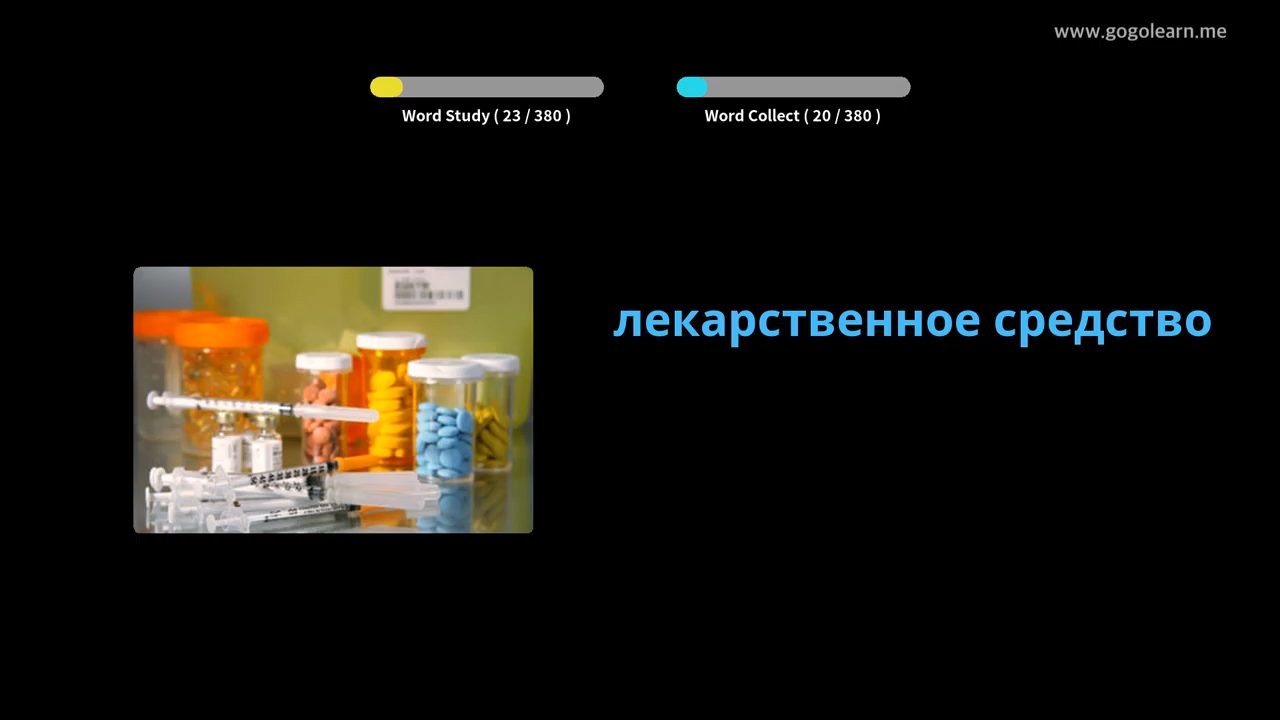 www.gogolearn.me
Word Study ( 23 / 380 )
Word Collect ( 20 / 380 )
лекарственное средство